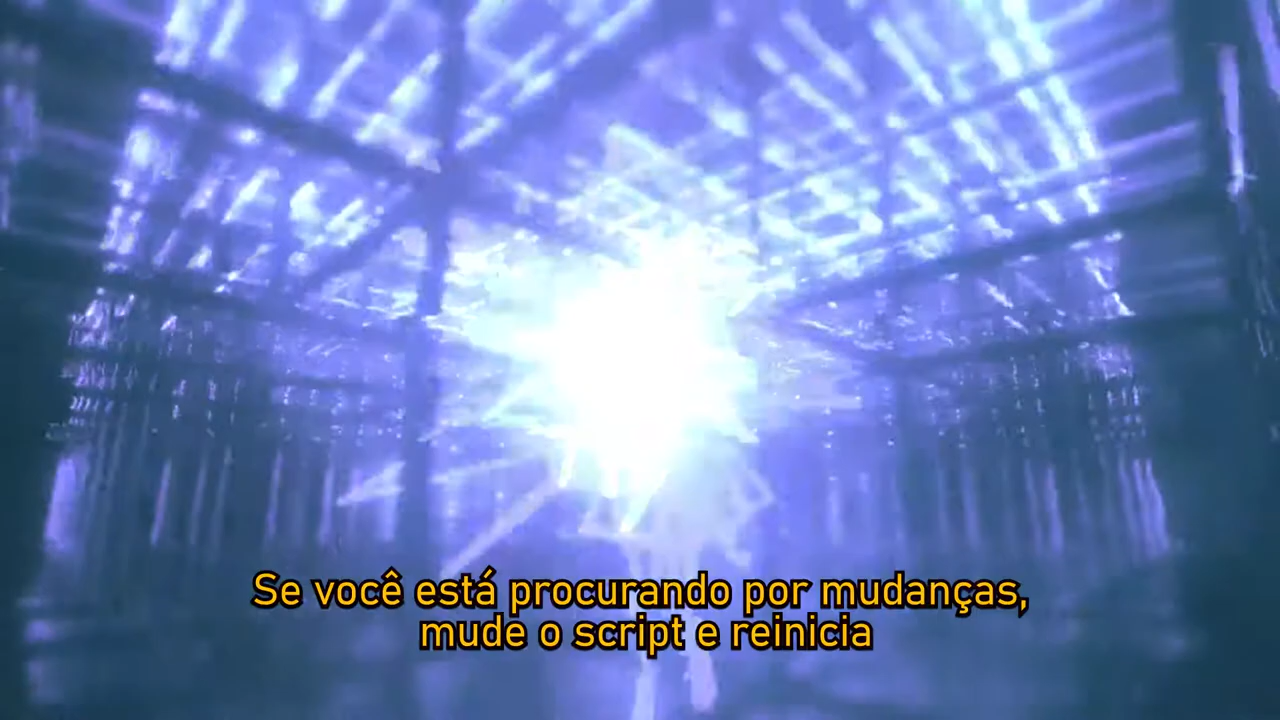 Se você está procurando por mudanças,
mude o script e reinicia